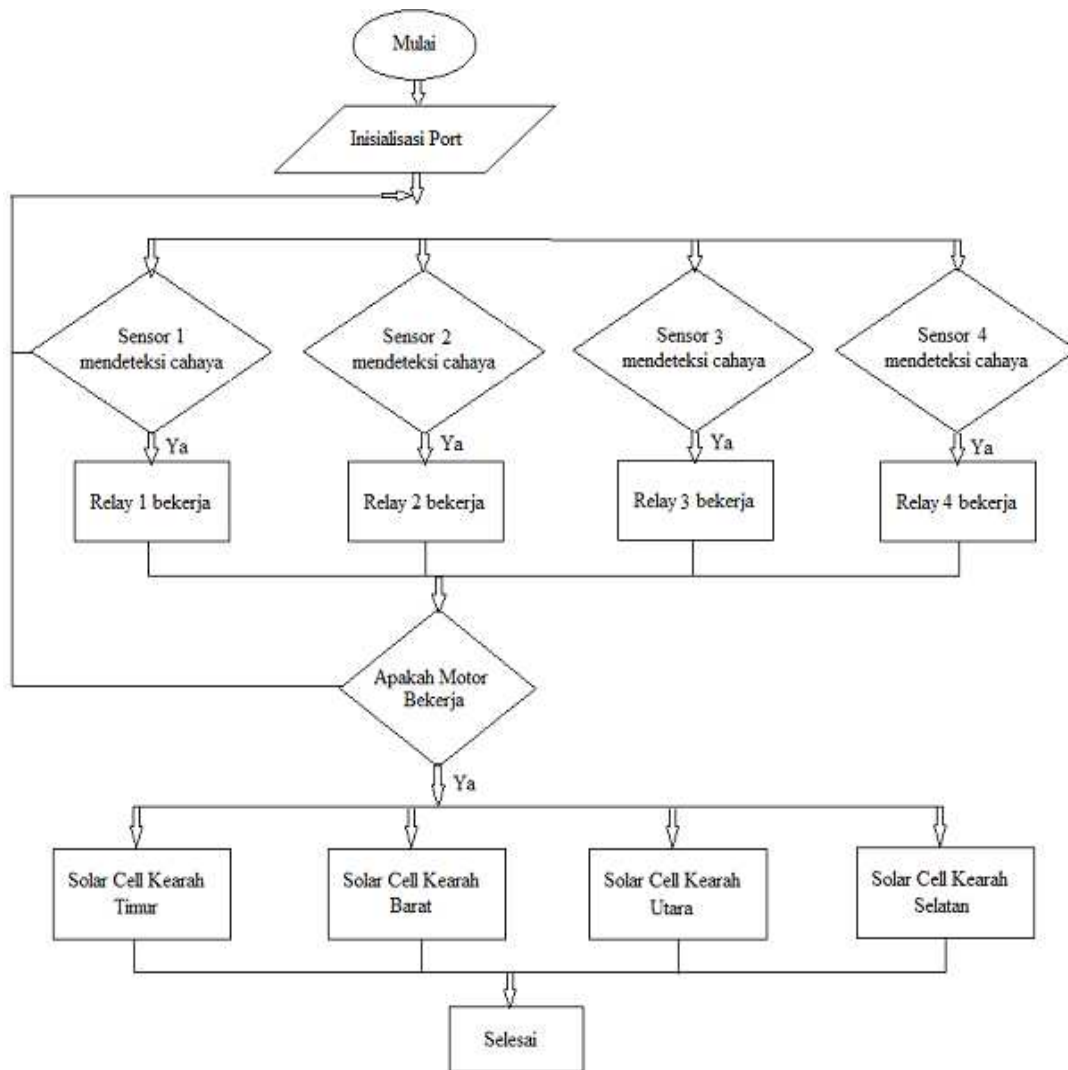 Mulai
Inisialisasi Port
Sensor 1
mendeteksi cahaya
Sensor 2
mendeteksi cahaya
Sensor 3
mendeteksi cahaya
Sensor 4
mendeteksi cahaya
Ya
Ya
Ya
Ya
Relay 1 bekerja
Relay 2 bekerja
Relay 3 bekerja
Relay 4 bekerja
Apakah Motor
Bekerja
Ya
Solar Cell Kearah
Timur
Solar Cell Kearah
Barat
Solar Cell Kearah
Utara
Solar Cell Kearah
Selatan
Selesai